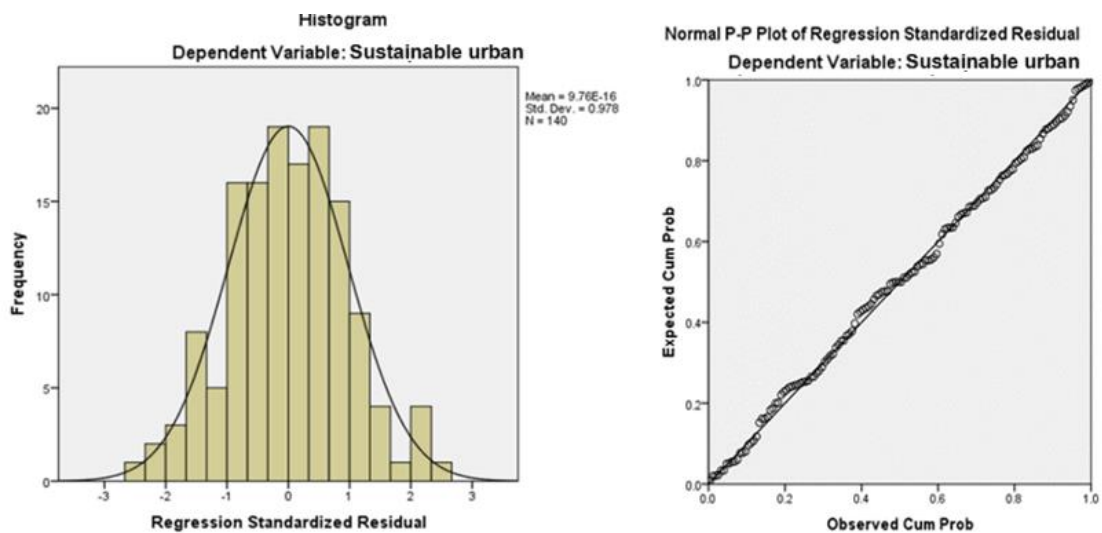 Histogram
Dependent Variable: Sustainable urban
Mean = 9.76E-16
Std. Dev. = 0.978
N = 140
20
15
10
5
0
Frequency
-3 -2 -1 0 1 2 3
Regression Standardized Residual
Normal P-P Plot of Regression Standardized Residual
Dependent Variable: Sustainable urban
1.0
0.8
0.6
0.4
0.2
0.0
Expected Cum Prob
0.0 0.2 0.4 0.6 0.8 1.0
Observed Cum Prob